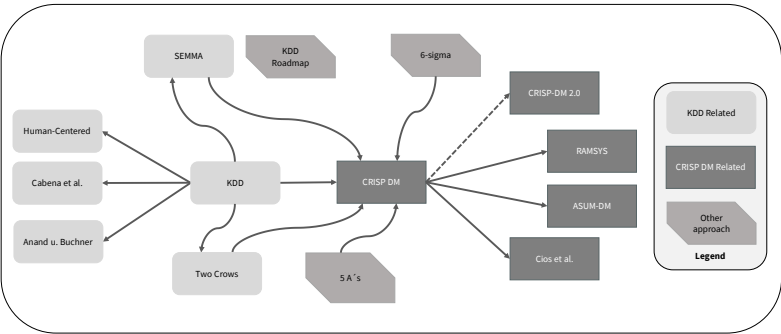 SEMMA
KDD
Roadmap
6-sigma
CRISP-DM 2.0
KDD Related
Human-Centered
RAMSYS
CRISP DM Related
Cabena et al.
KDD
CRISP DM
ASUM-DM
Other
approach
Anand u. Buchner
Cios et al.
Legend
Two Crows
5 A´s